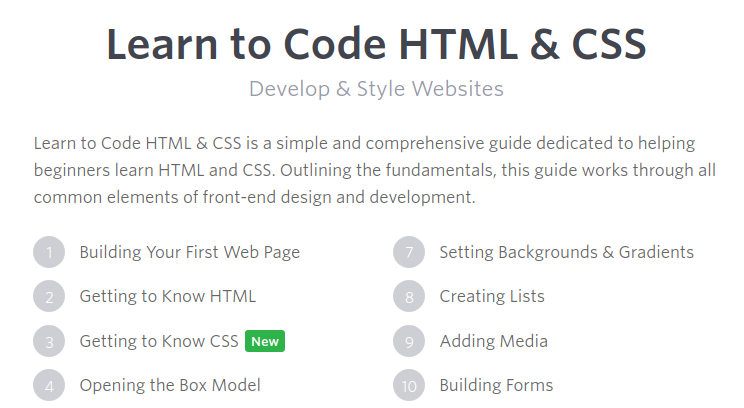 Learn to Code HTML & CSS
Develop & Style Websites
Learn to Code HTML & CSS is a simple and comprehensive guide dedicated to helping
beginners learn HTML and CSS. Outlining the fundamentals, this guide works through all
common elements of front-end design and development.
1 Building Your First Web Page
2 Getting to Know HTML
3 Getting to Know CSS New
4 Opening the Box Model
7 Setting Backgrounds & Gradients
8 Creating Lists
9 Adding Media
10 Building Forms